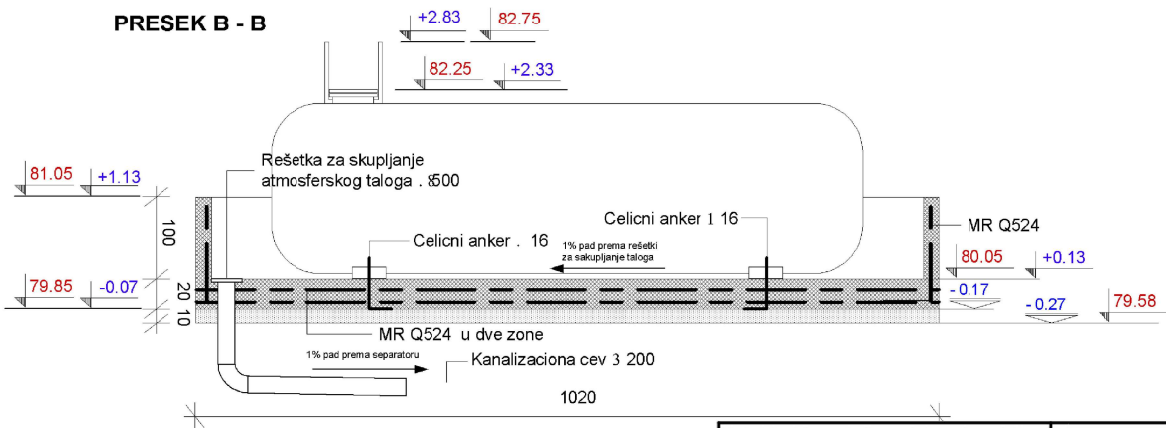 PRESEK B - B
+2.83 82.75
82.25 +2.33
Rešetka za skupljanje
atmosferskog taloga . 8500
81.05 +1.13
Celicni anker 1 16
MR Q524
Celicni anker . 16
1% pad prema rešetki
za sakupljanje taloga
100
80.05 +0.13
79.85 -0.07
20
-0.17
10
-0.27 79.58
MR Q524 u dve zone
1% pad prema separatoru
Kanalizaciona cev 3 200
1020